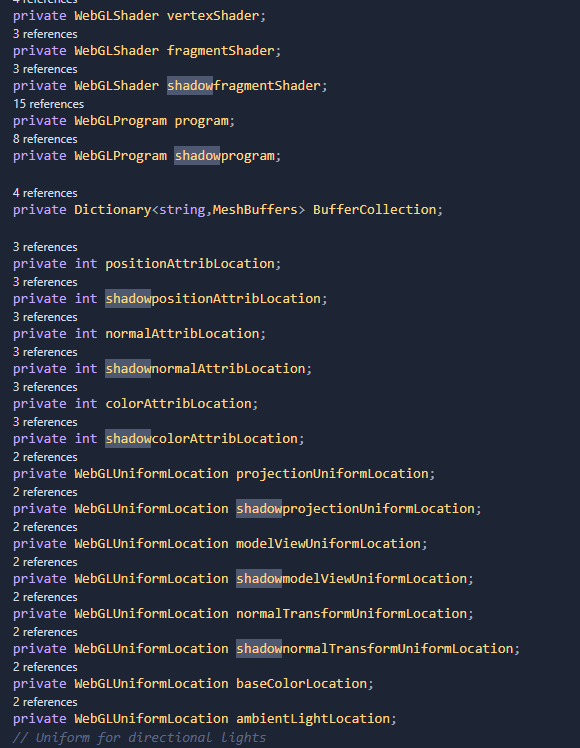 4 references
private WebGLShader vertexShader;
3 references
private WebGLShader fragmentShader;
3 references
private WebGLShader shadowfragmentShader;
15 references
private WebGLProgram program;
8 references
private WebGLProgram shadowprogram;
4 references
private Dictionary<string,MeshBuffers> BufferCollection;
3 references
private int positionAttribLocation;
3 references
private int shadowpositionAttribLocation;
3 references
private int normalAttribLocation;
3 references
private int shadownormalAttribLocation;
3 references
private int colorAttribLocation;
3 references
private int shadowcolorAttribLocation;
2 references
private WebGLUniformLocation projectionUniformLocation;
2 references
private WebGLUniformLocation shadowprojectionUniformLocation;
2 references
private WebGLUniformLocation modelViewUniformLocation;
2 references
private WebGLUniformLocation shadowmodelViewUniformLocation;
2 references
private WebGLUniformLocation normalTransformUniformLocation;
2 references
private WebGLUniformLocation shadownormalTransformUniformLocation;
2 references
private WebGLUniformLocation baseColorLocation;
2 references
private WebGLUniformLocation ambientLightLocation;
// Uniform for directional lights